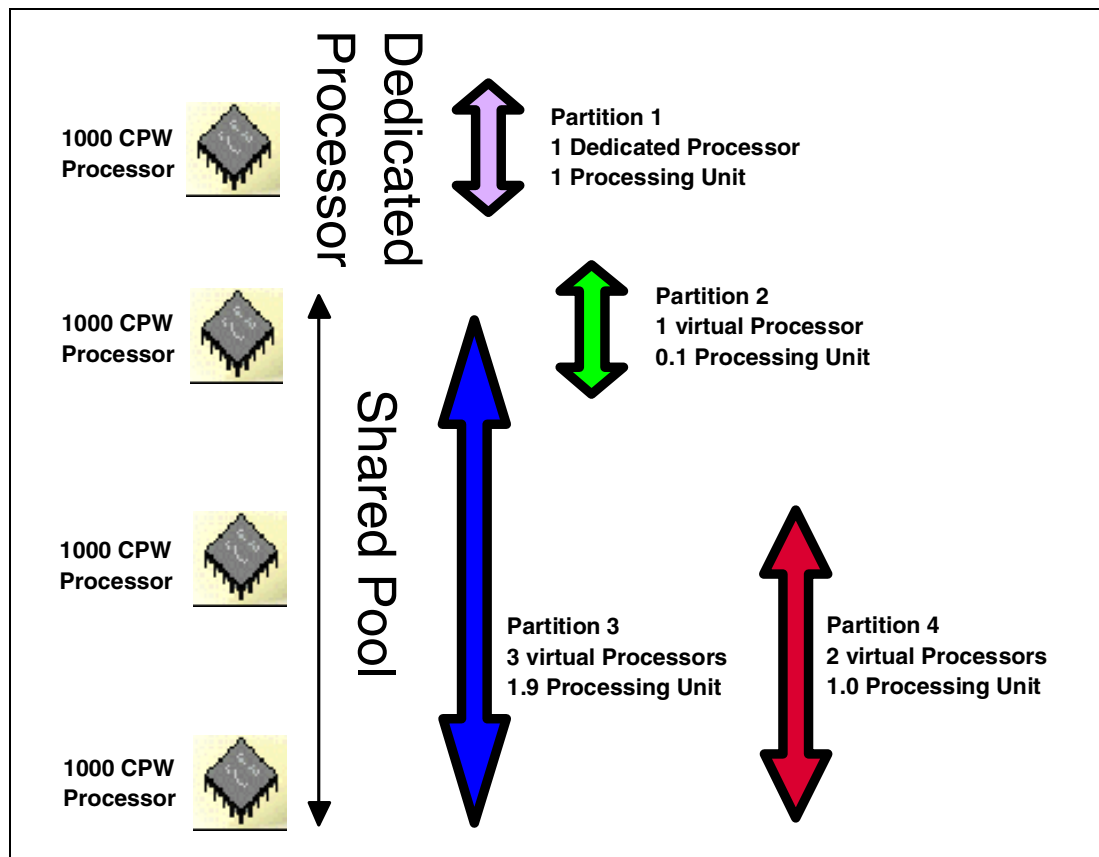 Dedicated
Processor
1000 CPW
Processor
Partition 1
1 Dedicated Processor
1 Processing Unit
1000 CPW
Processor
Partition 2
1 virtual Processor
0.1 Processing Unit
Shared Pool
1000 CPW
Processor
Partition 3
3 virtual Processors
1.9 Processing Unit
Partition 4
2 virtual Processors
1.0 Processing Unit
1000 CPW
Processor